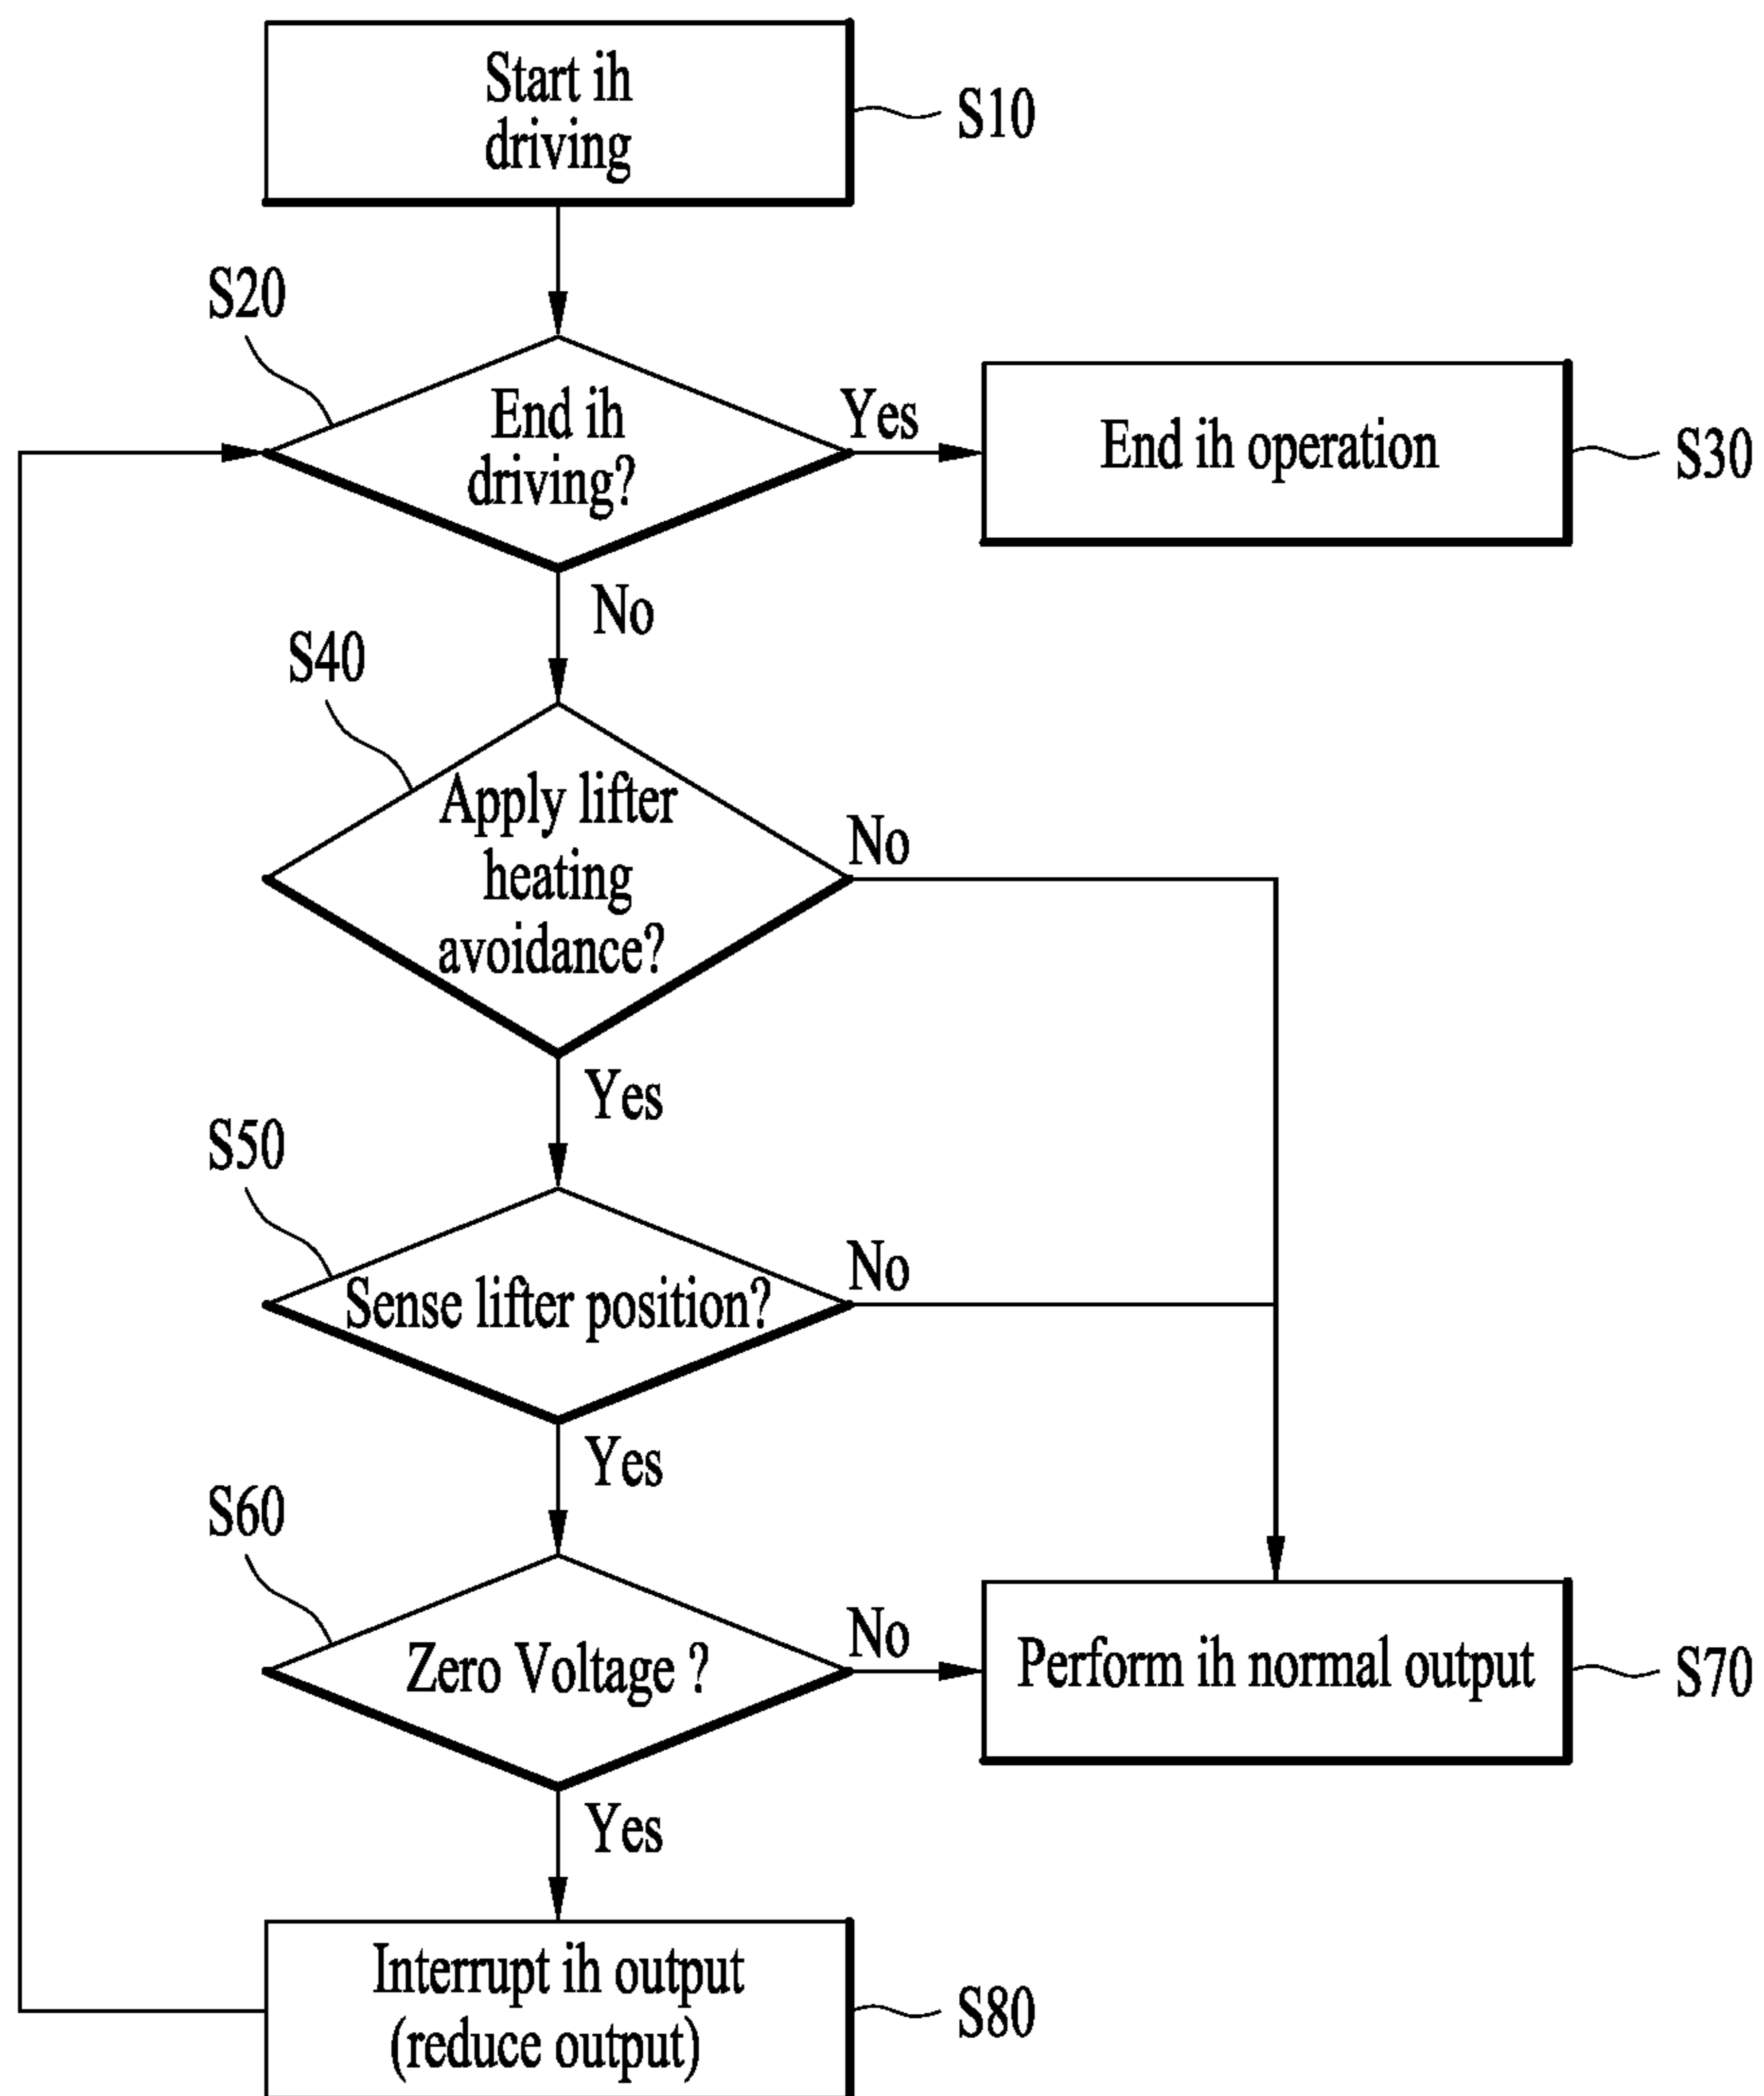 Start ih
driving
S10
S20
End ih
driving?
Yes
End ih operation
S30
No
S40
Apply lifter
heating
avoidance?
No
Yes
S50
Sense lifter position?
No
Yes
S60
Zero Voltage ?
No
Perform ih normal output
S70
Yes
Interrupt ih output
(reduce output)
S80